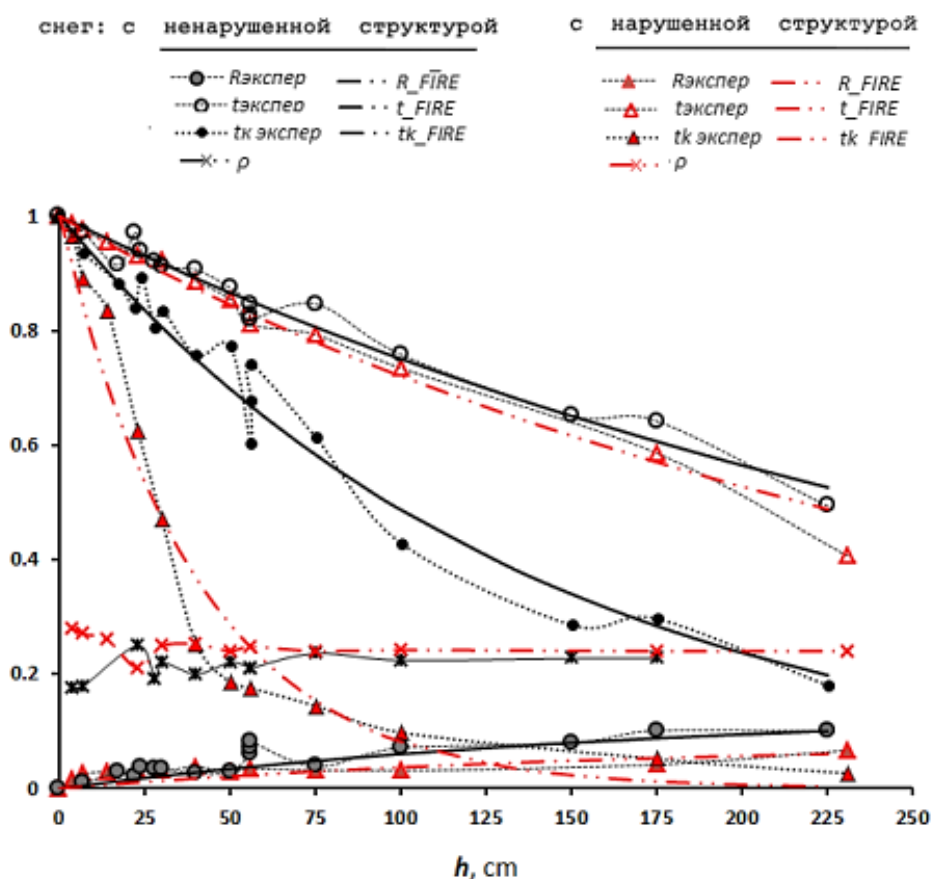 снег: с ненарушенной структурой с нарушенной структурой
Rэкспер R_FIRE Rэкспер R_FIRE
tэкспер t_FIRE tэкспер t_FIRE
tк экспер tk_FIRE tk экспер tk FIRE
ρ ρ
1
0.8
0.6
0.4
0.2
0
0 25 50 75 100 125 150 175 200 225 250
h, cm